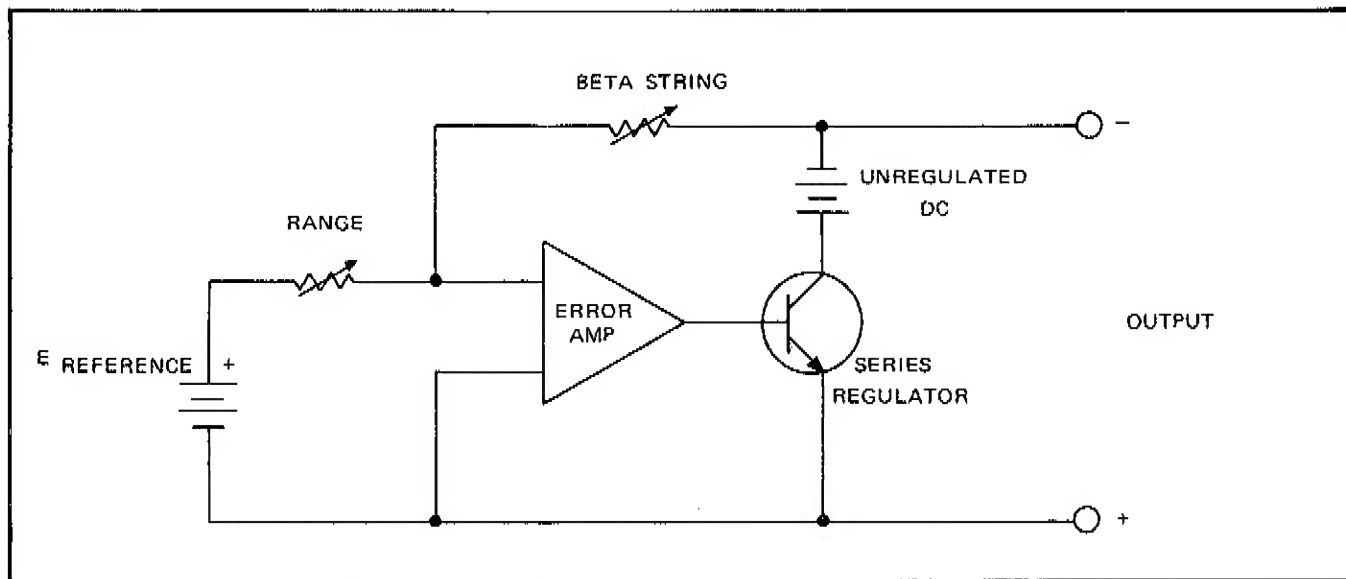 BETA STRING
−
UNREGULATED
DC
RANGE
ERROR
AMP
OUTPUT
E REFERENCE +
SERIES
REGULATOR
+